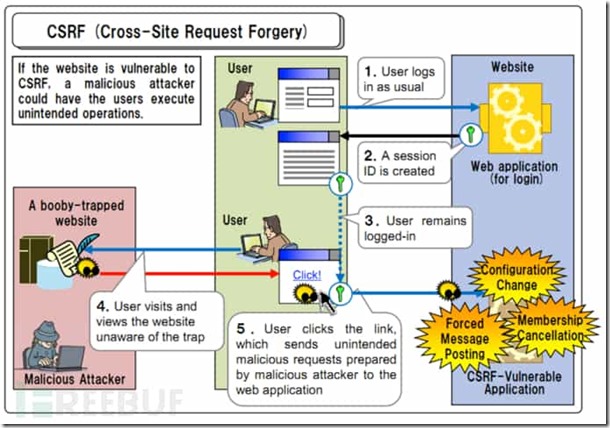 CSRF (Cross-Site Request Forgery)
If the website is vulnerable to
CSRF, a malicious attacker
could have the users execute
unintended operations.
User
1. User logs
in as usual
Website
Web application
(for login)
2. A session
ID is created
3. User remains
logged-in
A booby-trapped
website
User
Click!
4. User visits and
views the website
unaware of the trap
5. User clicks the link,
which sends unintended
malicious requests prepared
by malicious attacker to the
web application
Configuration
Change
Forced
Message
Posting
Membership
Cancellation
CSRF-Vulnerable
Application
Malicious Attacker
FREEBUF